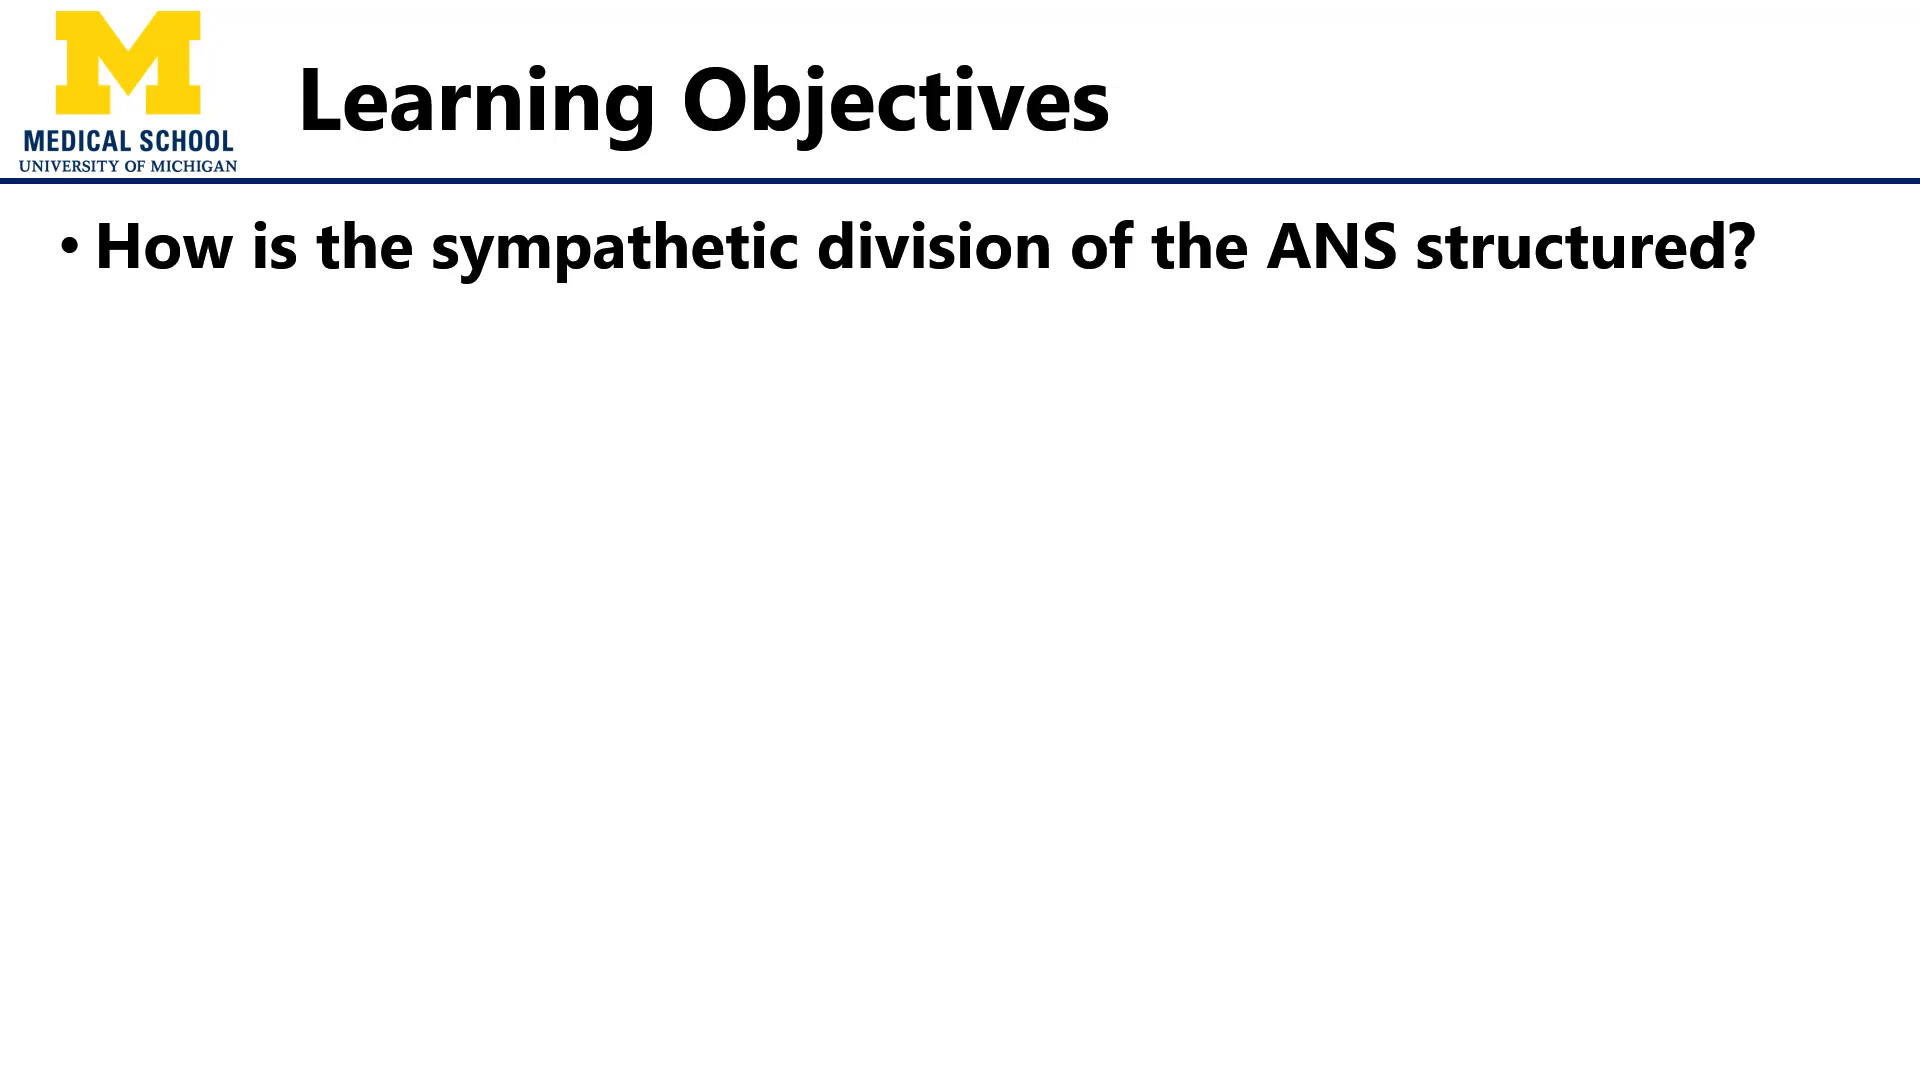 M
MEDICAL SCHOOL
UNIVERSITY OF MICHIGAN
Learning Objectives
• How is the sympathetic division of the ANS structured?